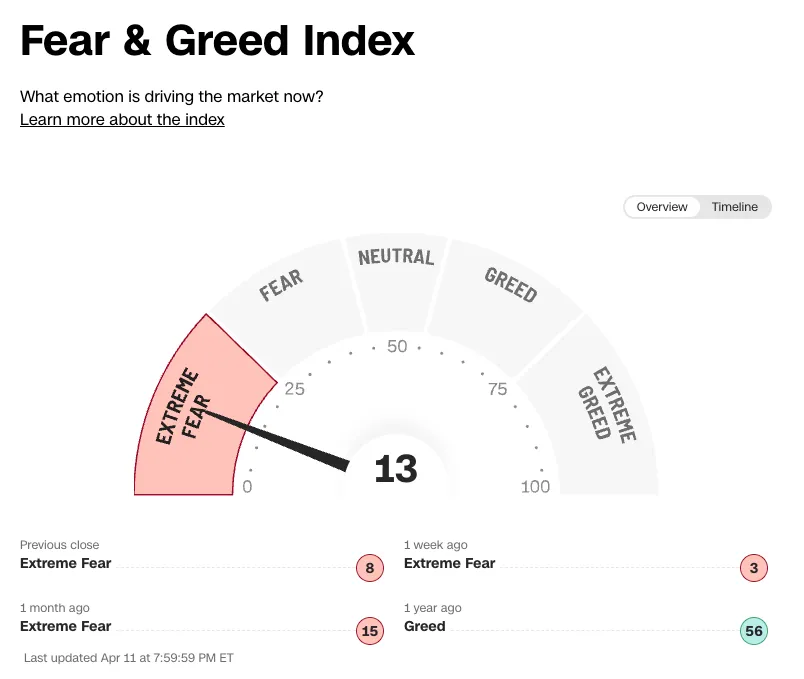 Fear & Greed Index
What emotion is driving the market now?
Learn more about the index
Overview
Timeline
EXTREME
FEAR
FEAR
NEUTRAL
GREED
EXTREME
GREED
0
25
50
75
100
13
Previous close
Extreme Fear
8
1 week ago
Extreme Fear
3
1 month ago
Extreme Fear
15
1 year ago
Greed
56
Last updated Apr 11 at 7:59:59 PM ET